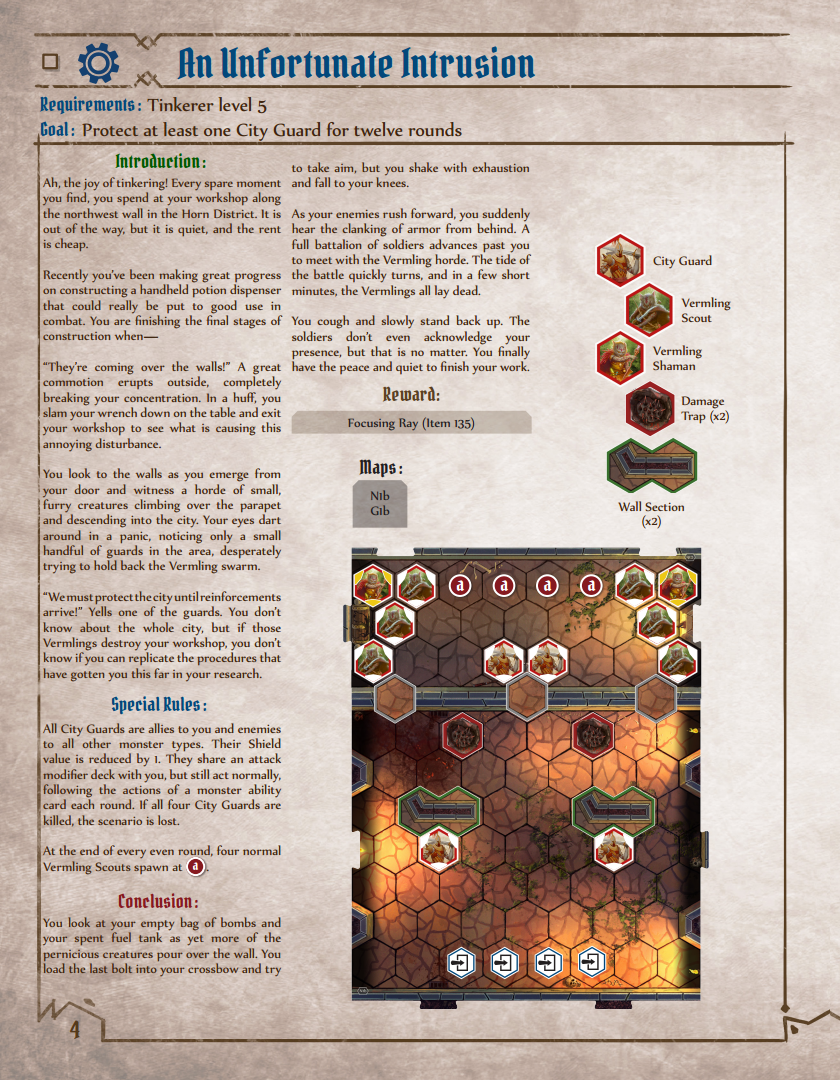 An Unfortunate Intrusion
Requirements: Tinkerer level 5
Goal: Protect at least one City Guard for twelve rounds
Introduction:
Ah, the joy of tinkering! Every spare moment
you find, you spend at your workshop along
the northwest wall in the Horn District. It is
out of the way, but it is quiet, and the rent
is cheap.
Recently you've been making great progress
on constructing a handheld potion dispenser
that could really be put to good use in
combat. You are finishing the final stages of
construction when—
"They're coming over the walls!" A great
commotion erupts outside, completely
breaking your concentration. In a huff, you
slam your wrench down on the table and exit
your workshop to see what is causing this
annoying disturbance.
You look to the walls as you emerge from
your door and witness a horde of small,
furry creatures climbing over the parapet
and descending into the city. Your eyes dart
around in a panic, noticing only a small
handful of guards in the area, desperately
trying to hold back the Vermling swarm.
"We must protect the city until reinforcements
arrive!" Yells one of the guards. You don't
know about the whole city, but if those
Vermlings destroy your workshop, you don't
know if you can replicate the procedures that
have gotten you this far in your research.
Special Rules:
All City Guards are allies to you and enemies
to all other monster types. Their Shield
value is reduced by 1. They share an attack
modifier deck with you, but still act normally,
following the actions of a monster ability
card each round. If all four City Guards are
killed, the scenario is lost.
At the end of every even round, four normal
Vermling Scouts spawn at a.
Conclusion:
You look at your empty bag of bombs and
your spent fuel tank as yet more of the
pernicious creatures pour over the wall. You
load the last bolt into your crossbow and try
to take aim, but you shake with exhaustion
and fall to your knees.
As your enemies rush forward, you suddenly
hear the clanking of armor from behind. A
full battalion of soldiers advances past you
to meet with the Vermling horde. The tide of
the battle quickly turns, and in a few short
minutes, the Vermlings all lay dead.
You cough and slowly stand back up. The
soldiers don't even acknowledge your
presence, but that is no matter. You finally
have the peace and quiet to finish your work.
Reward:
Focusing Ray (Item 135)
Maps:
N1b
G1b
City Guard
Vermling
Scout
Vermling
Shaman
Damage
Trap (x2)
Wall Section
(x2)
a a a a
4